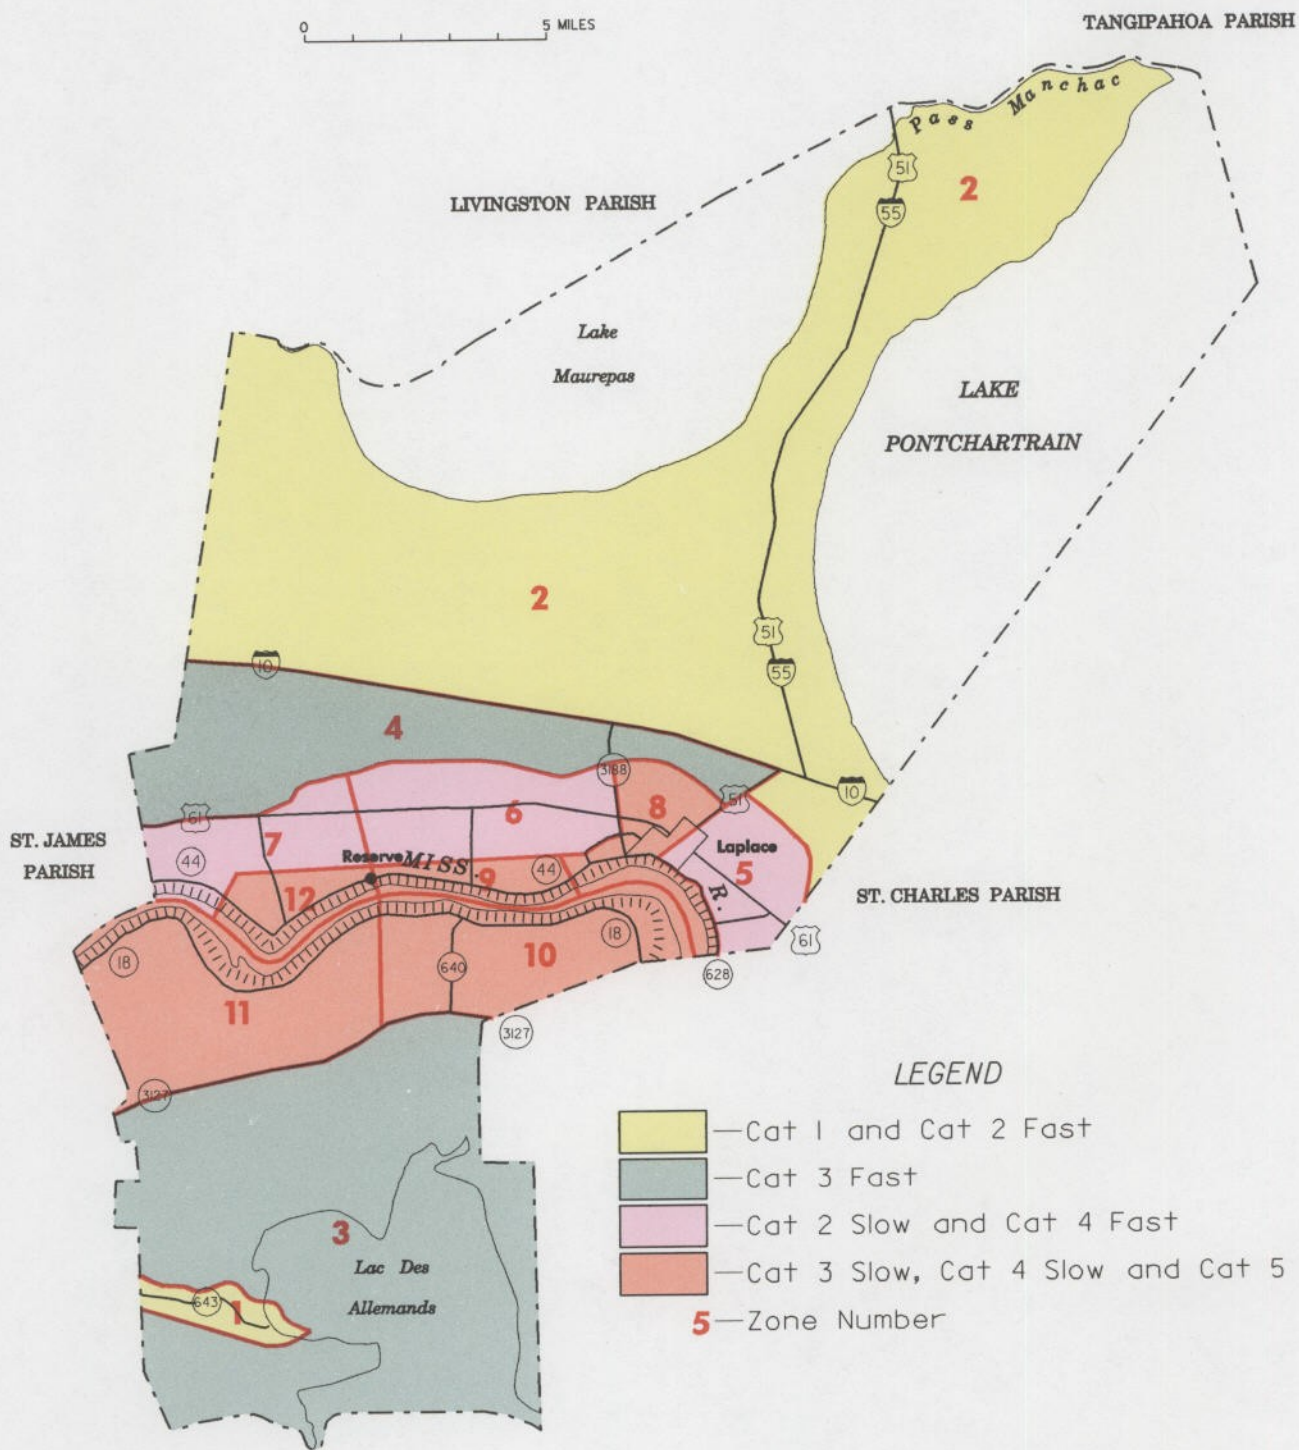 0 5 MILES
TANGIPAHOA PARISH
Pass Manchac
51
2
LIVINGSTON PARISH
55
Lake
Maurepas
LAKE
PONTCHARTRAIN
2
51
10
55
4
3188
10
51
61
8
6
7
ST. JAMES
PARISH
44
Reserve
MISS.
44
Laplace
5
9
12
R.
ST. CHARLES PARISH
18
18
61
10
640
628
11
3127
3127
LEGEND
Cat 1 and Cat 2 Fast
Cat 3 Fast
Cat 2 Slow and Cat 4 Fast
3
Lac Des
Allemands
Cat 3 Slow, Cat 4 Slow and Cat 5
643
1
5 Zone Number